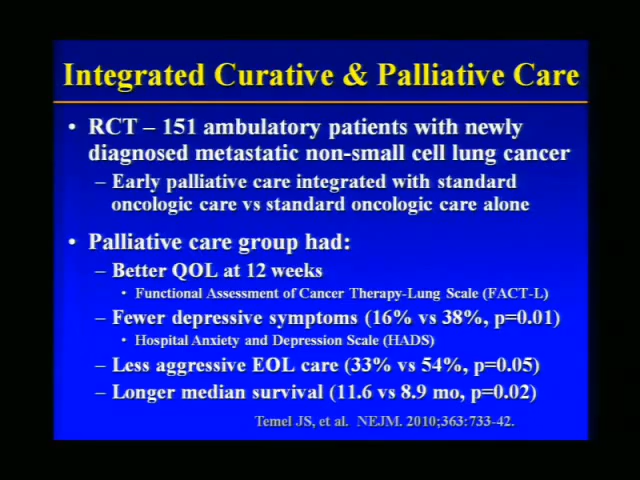 Integrated Curative & Palliative Care
• RCT – 151 ambulatory patients with newly
diagnosed metastatic non-small cell lung cancer
– Early palliative care integrated with standard
oncologic care vs standard oncologic care alone
• Palliative care group had:
– Better QOL at 12 weeks
• Functional Assessment of Cancer Therapy-Lung Scale (FACT-L)
– Fewer depressive symptoms (16% vs 38%, p=0.01)
• Hospital Anxiety and Depression Scale (HADS)
– Less aggressive EOL care (33% vs 54%, p=0.05)
– Longer median survival (11.6 vs 8.9 mo, p=0.02)
Temel JS, et al. NEJM. 2010;363:733-42.